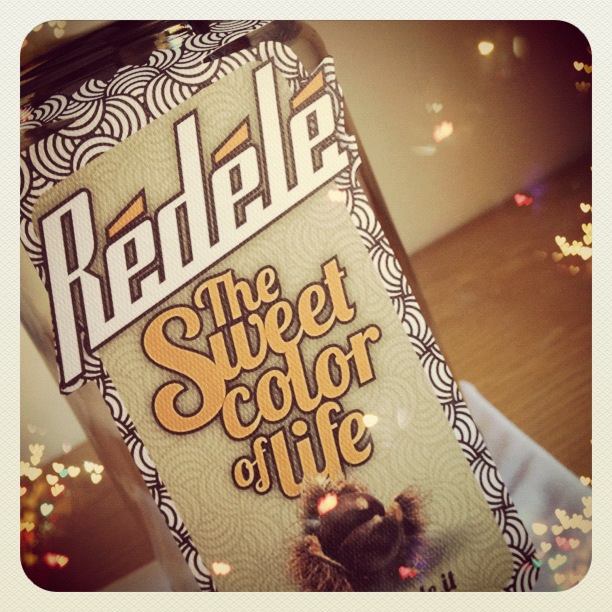 Rédélé
The
Sweet
color
of life